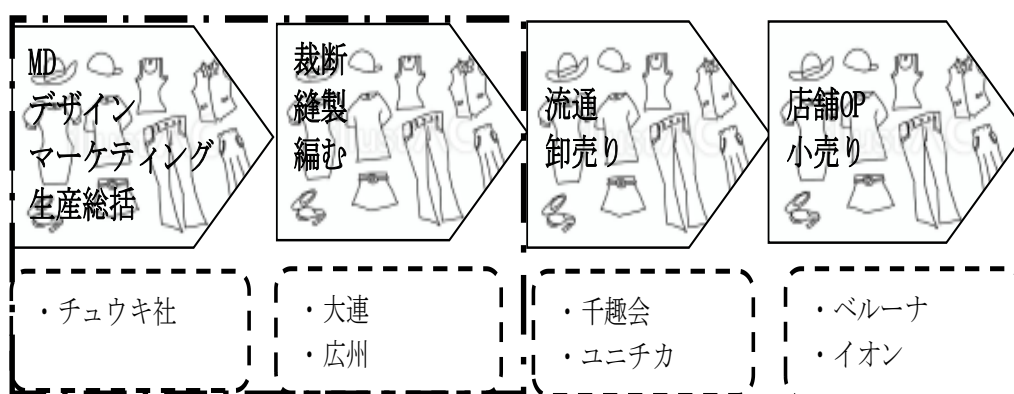 MD
デザイン
マーケティング
生産総括
裁断
縫製
編む
流通
卸売り
店舗OP
小売り
・チュウキ社
・大連
・広州
・千趣会
・ユニチカ
・ベルーナ
・イオン